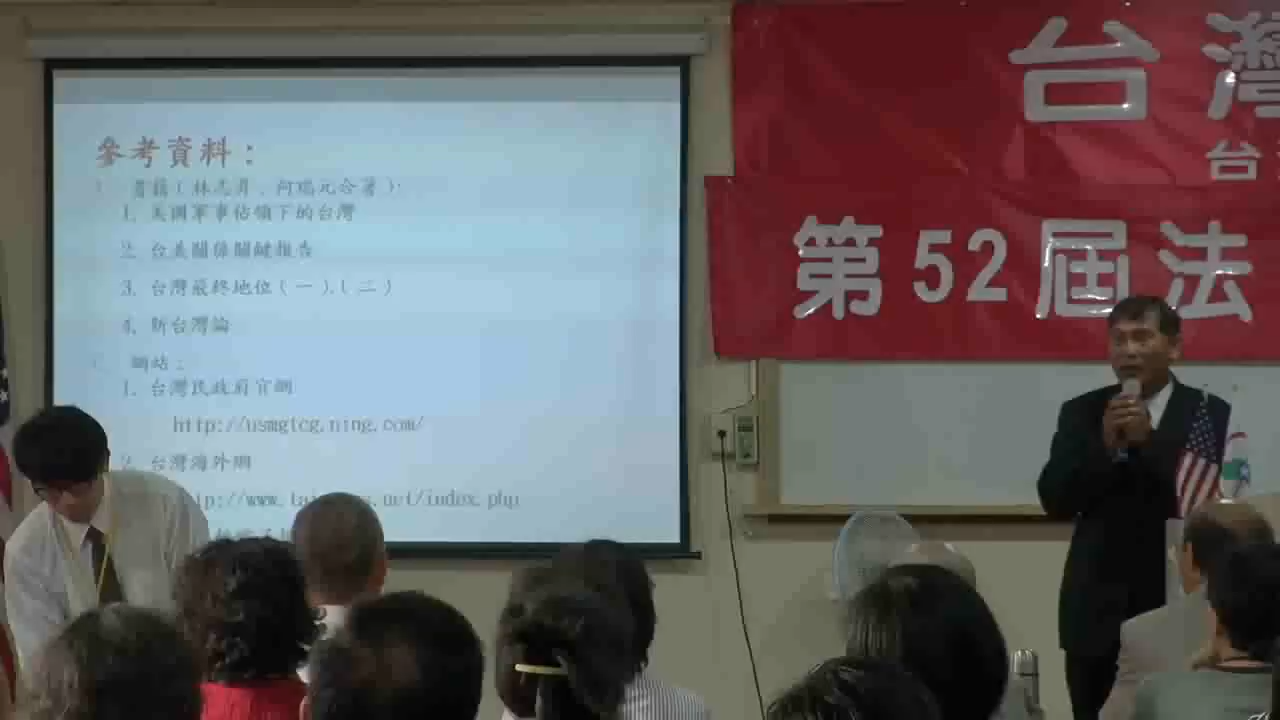 參考資料：
書籍(林志昇．何瑞元合著)：
1. 美國軍事佔領下的台灣
2. 台美關係關鍵報告
3. 台灣最終地位(一).(二)
4. 新台灣論
網站：
1. 台灣民政府官網
http://usmgtcg.ning.com/
2. 台灣海外網
台灣
台
第52屆法